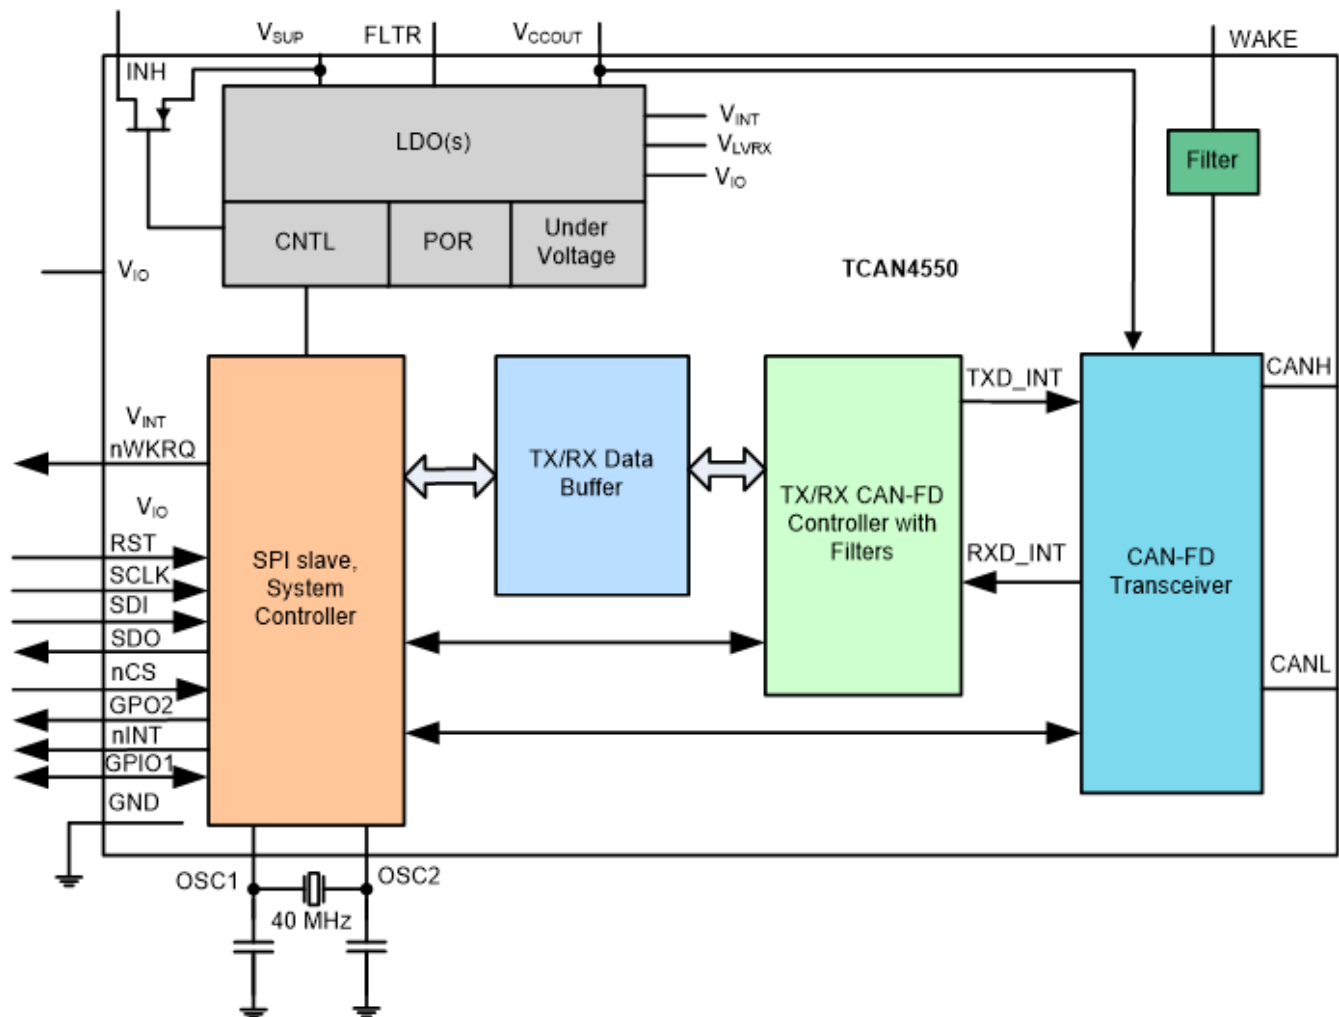 VSUP
FLTR
VCCOUT
WAKE
INH
VINT
LDO(s)
VLVRX
Filter
VIO
CNTL
POR
Under
Voltage
VIO
TCAN4550
TXD_INT
CANH
VINT
nWKRQ
TX/RX Data
Buffer
TX/RX CAN-FD
Controller with
Filters
VIO
RST
SCLK
SDI
SDO
nCS
GPO2
nINT
GPIO1
GND
SPI slave,
System
Controller
RXD_INT
CAN-FD
Transceiver
CANL
OSC1
OSC2
40 MHz